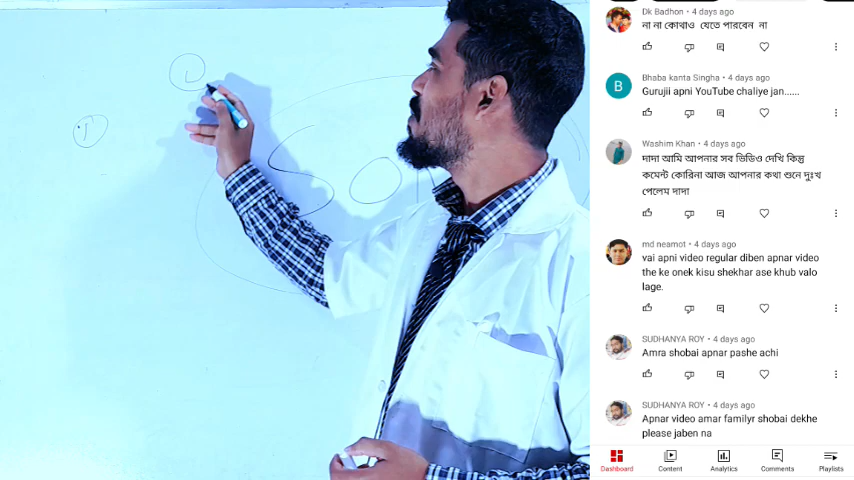 SO
Dk Badhon • 4 days ago
না না কোথাও যেতে পারবেন না
B
Bhaba kanta Singha • 4 days ago
Gurujii apni YouTube chaliye jan......
Washim Khan • 4 days ago
দাদা আমি আপনার সব ভিডিও দেখি কিন্তু
কমেন্ট কোরিনা আজ আপনার কথা শুনে দুঃখ
পেলেম দাদা
md neamot • 4 days ago
vai apni video regular diben apnar video
the ke onek kisu shekhar ase khub valo
lage.
SUDHANYA ROY • 4 days ago
Amra shobai apnar pashe achi
SUDHANYA ROY • 4 days ago
Apnar video amar familyr shobai dekhe
please jaben na
Dashboard Content Analytics Comments Playlists